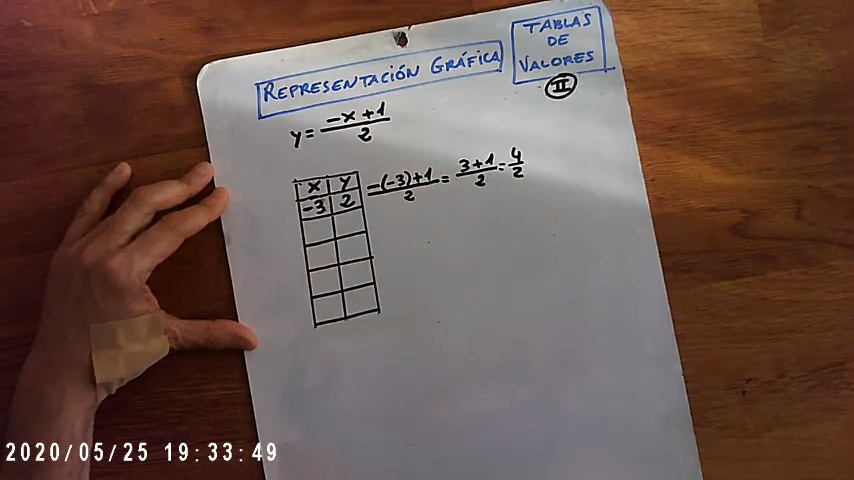 REPRESENTACIÓN GRÁFICA
TABLAS
DE
VALORES
II
y = (-x+1)/2
x y
-3 2
-(-3)+1/2 = 3+1/2 = 4/2
2020/05/25 19:33:49